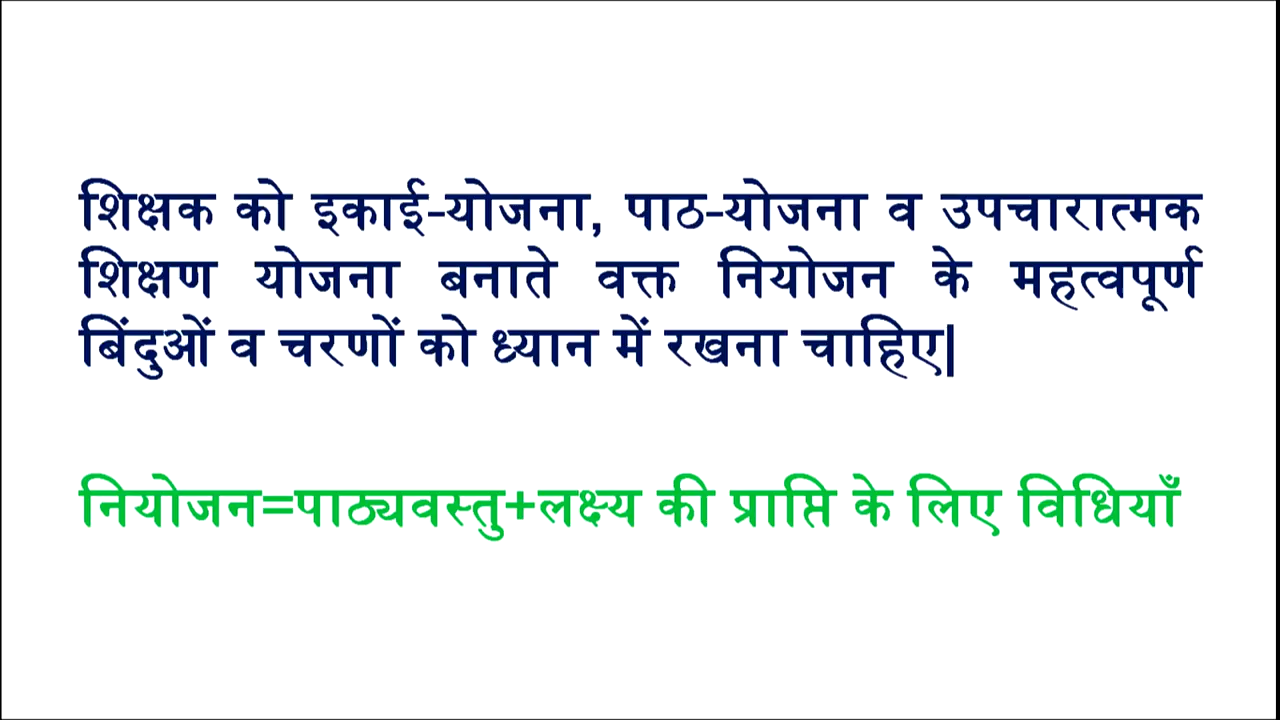 शिक्षक को इकाई-योजना, पाठ-योजना व उपचारात्मक
शिक्षण योजना बनाते वक्त नियोजन के महत्वपूर्ण
बिंदुओं व चरणों को ध्यान में रखना चाहिए|
नियोजन=पाठ्यवस्तु+लक्ष्य की प्राप्ति के लिए विधियाँ